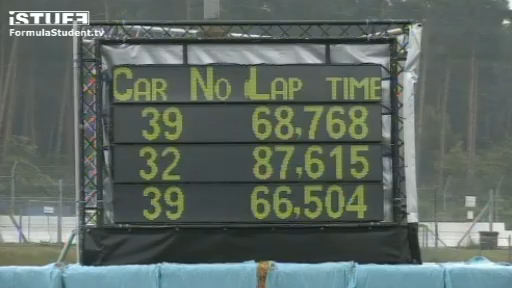 iSTUFF
FormulaStudent.tv
CAR NO LAP TIME
39 68,768
32 87,615
39 66,504